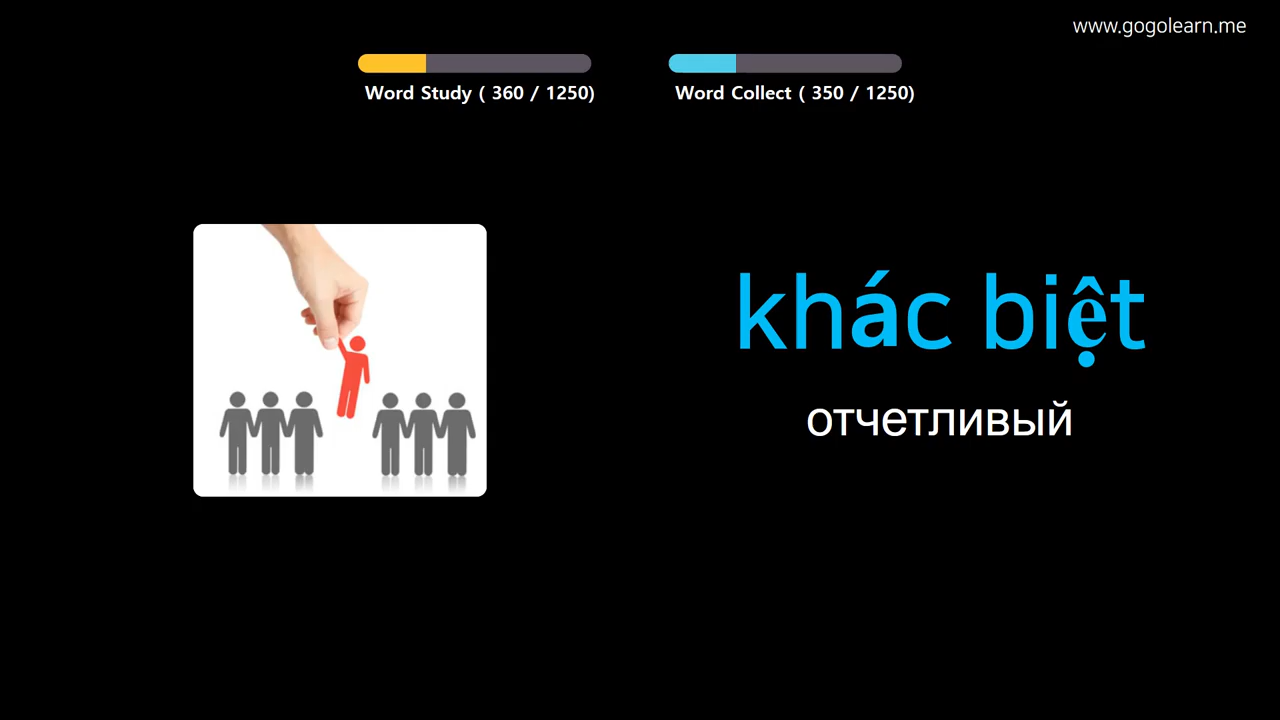 www.gogolearn.me
Word Study ( 360 / 1250)
Word Collect ( 350 / 1250)
khác biệt
отчетливый